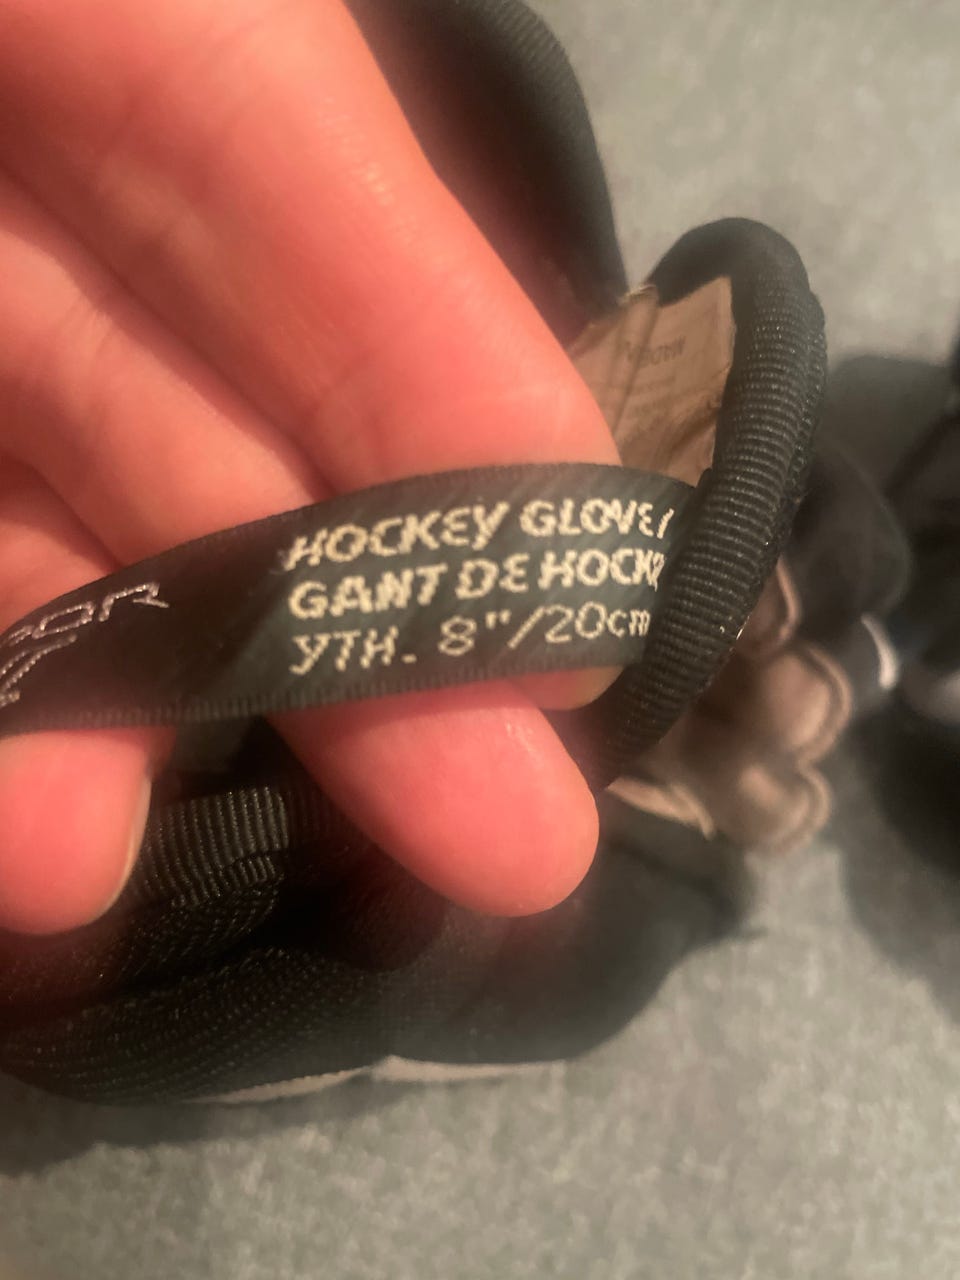 HOCKEY GLOVE/
GANT DE HOCK
YTH. 8"/20cm